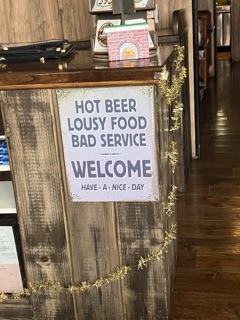 HOT BEER
LOUSY FOOD
BAD SERVICE
WELCOME
HAVE - A - NICE - DAY